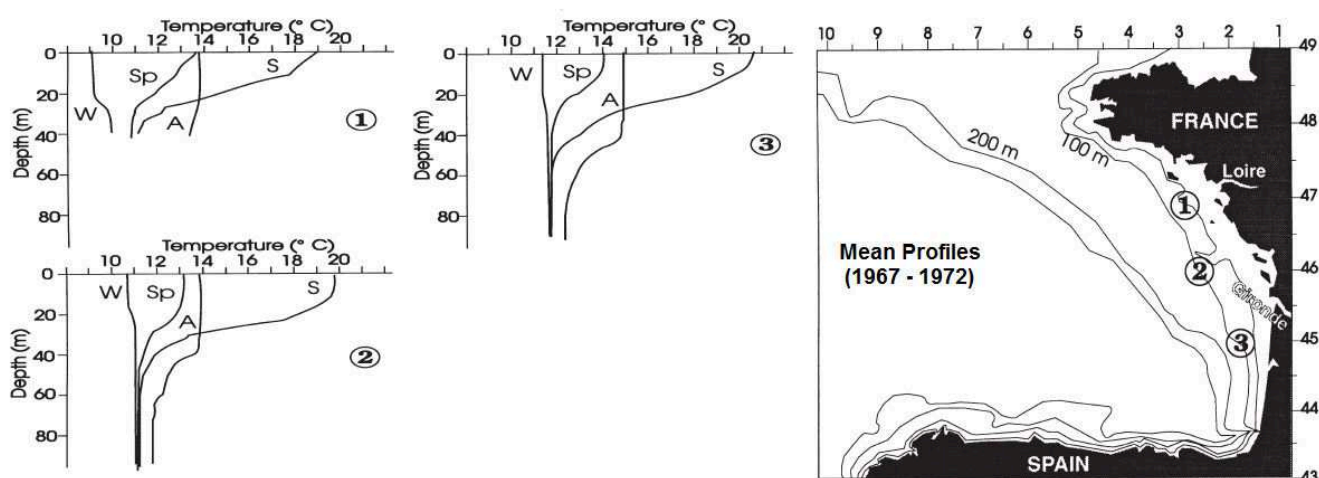 Temperature (° C)
10 12 14 16 18 20
0
20
40
60
80
Depth (m)
W
Sp
A
S
1
Temperature (° C)
10 12 14 16 18 20
0
20
40
60
80
Depth (m)
W
Sp
A
S
3
Temperature (° C)
10 12 14 16 18 20
0
20
40
60
80
Depth (m)
W
Sp
A
S
2
10 9 8 7 6 5 4 3 2 1
49
48
47
46
45
44
43
FRANCE
200 m
100 m
Loire
1
Mean Profiles
(1967 - 1972)
2
Gironde
3
SPAIN